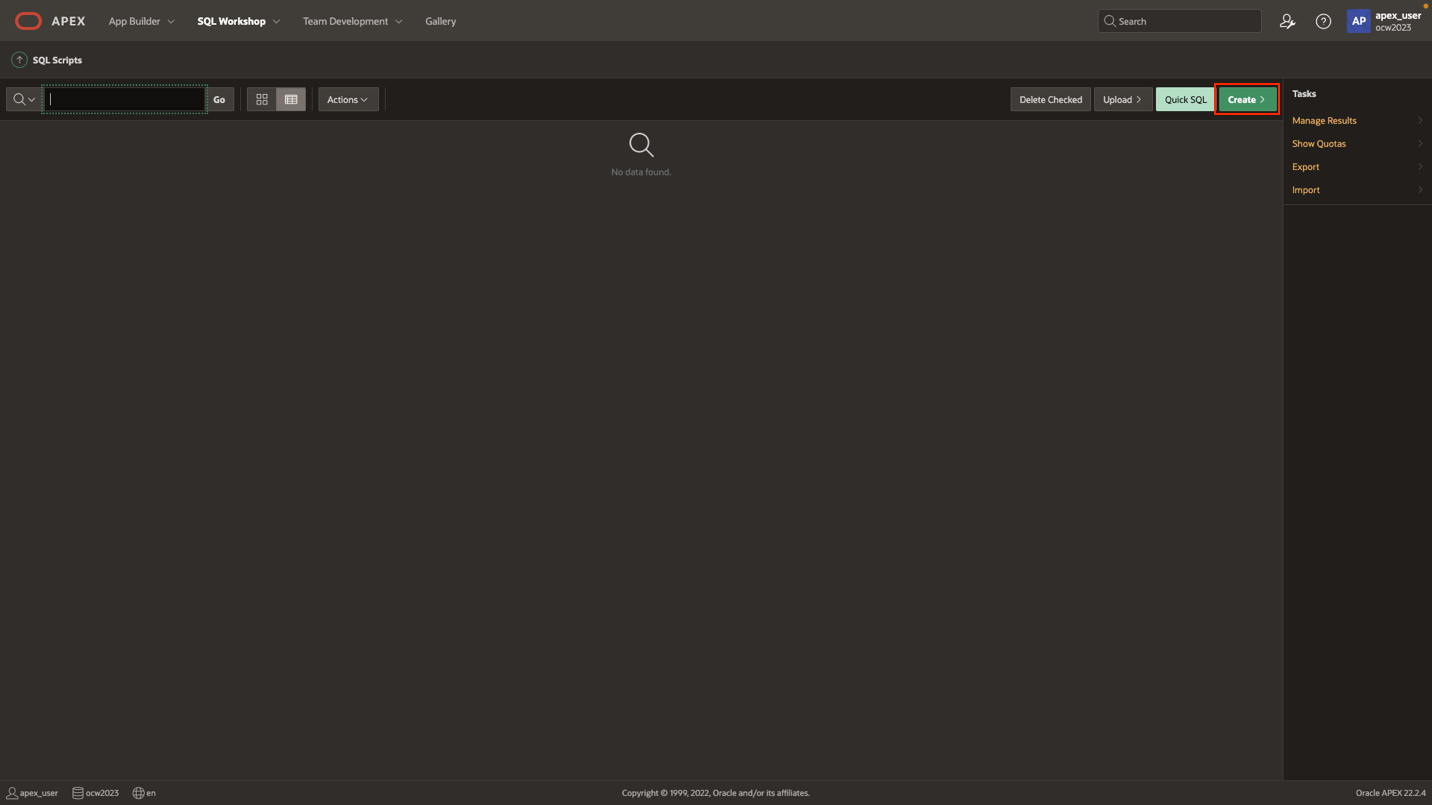 APEX
App Builder
SQL Workshop
Team Development
Gallery
Search
AP
apex_user
ocw2023
SQL Scripts
Go
Actions
Delete Checked
Upload
Quick SQL
Create
Tasks
Manage Results
Show Quotas
Export
Import
No data found.
apex_user
ocw2023
en
Copyright © 1999, 2022, Oracle and/or its affiliates.
Oracle APEX 22.2.4